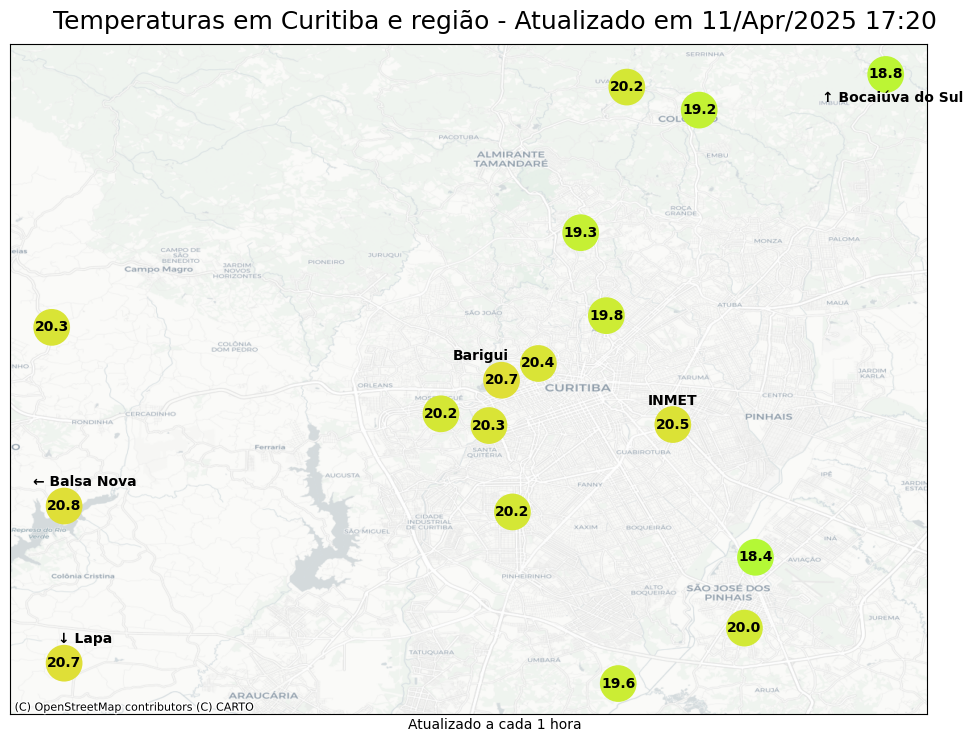 Temperaturas em Curitiba e região - Atualizado em 11/Apr/2025 17:20
SERRINHA
18.8
20.2
↑ Bocaiúva do Sul
19.2
PACOTUBA
ALMIRANTE
TAMANDARÉ
EMBU
ROÇA
GRANDE
19.3
MONZA
PALOMA
CAMPO DE
SÃO
BENEDITO
JURUQUI
PIONEIRO
Campo Magro
JARDIM
NOVOS
HORIZONTES
ATUBA
MAUÁ
SÃO JOÃO
19.8
20.3
COLÔNIA
DOM PEDRO
Barigui
20.4
20.7
JARDIM
KARLA
TARUMÃ
ORLEANS
CURITIBA
CENTRO
INMET
20.2
CERCADINHO
RONDINHA
PINHAIS
20.3
20.5
Ferraria
SANTA
QUITÉRIA
CAJURU
GUABIROTUBA
AUGUSTA
IPÊ
← Balsa Nova
FANNY
JARDIM
20.8
20.2
CIDADE
INDUSTRIAL
DE CURITIBA
Represa do Rio
Verde
SÃO MIGUEL
XAXIM
BOQUEIRÃO
INÁ
18.4
AVIAÇÃO
Colônia Cristina
PINHEIRINHO
ALTO
BOQUEIRÃO
SÃO JOSÉ DOS
PINHAIS
JUREMA
20.0
↓ Lapa
TATUQUARA
UMBARÁ
20.7
19.6
ARUJÁ
ARAUCÁRIA
(C) OpenStreetMap contributors (C) CARTO
Atualizado a cada 1 hora